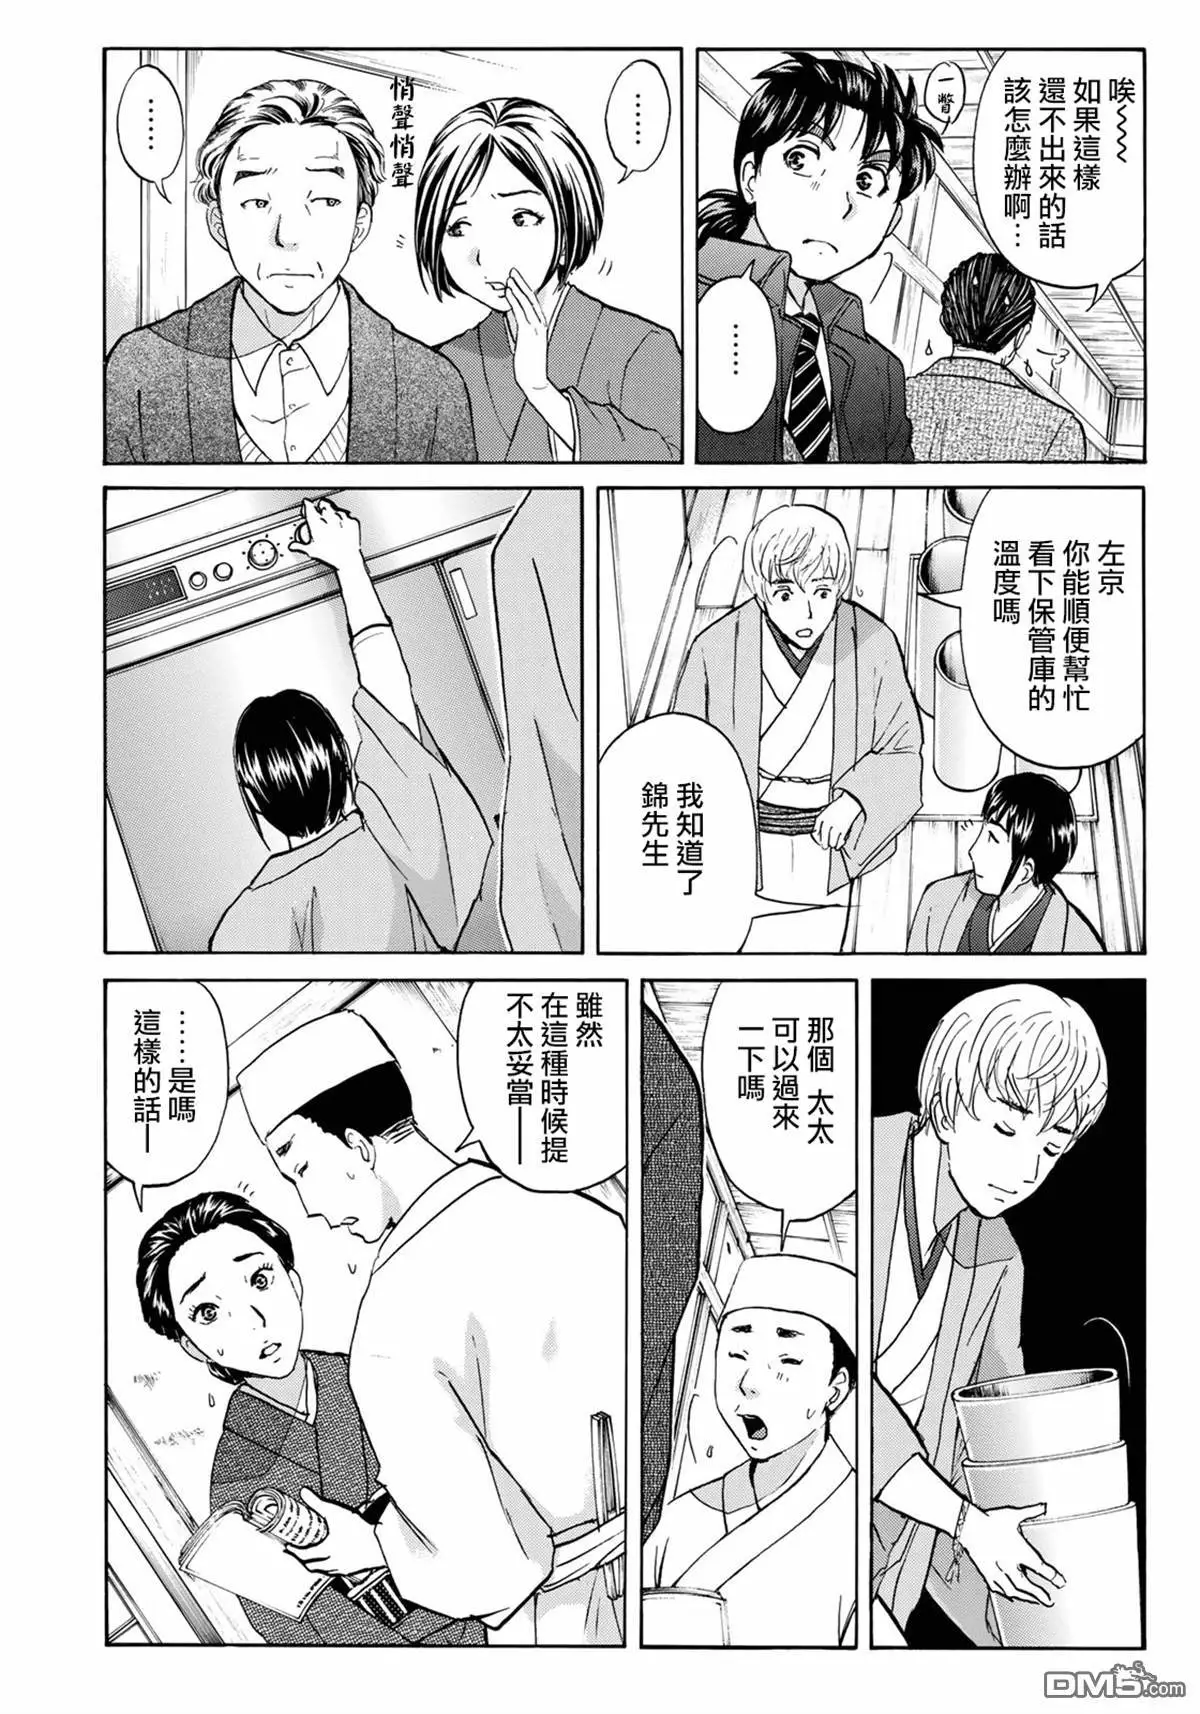 唉～～～
如果這樣
還不出來的話
該怎麼辦啊…
一瞥
……
……
悄聲悄聲
……
左京
你能順便幫忙
看下保管庫的
溫度嗎
我知道了
錦先生
那個 太太
可以過來
一下嗎
雖然
在這種時候提
不太妥當——
……是嗎
這樣的話—
DM5.com